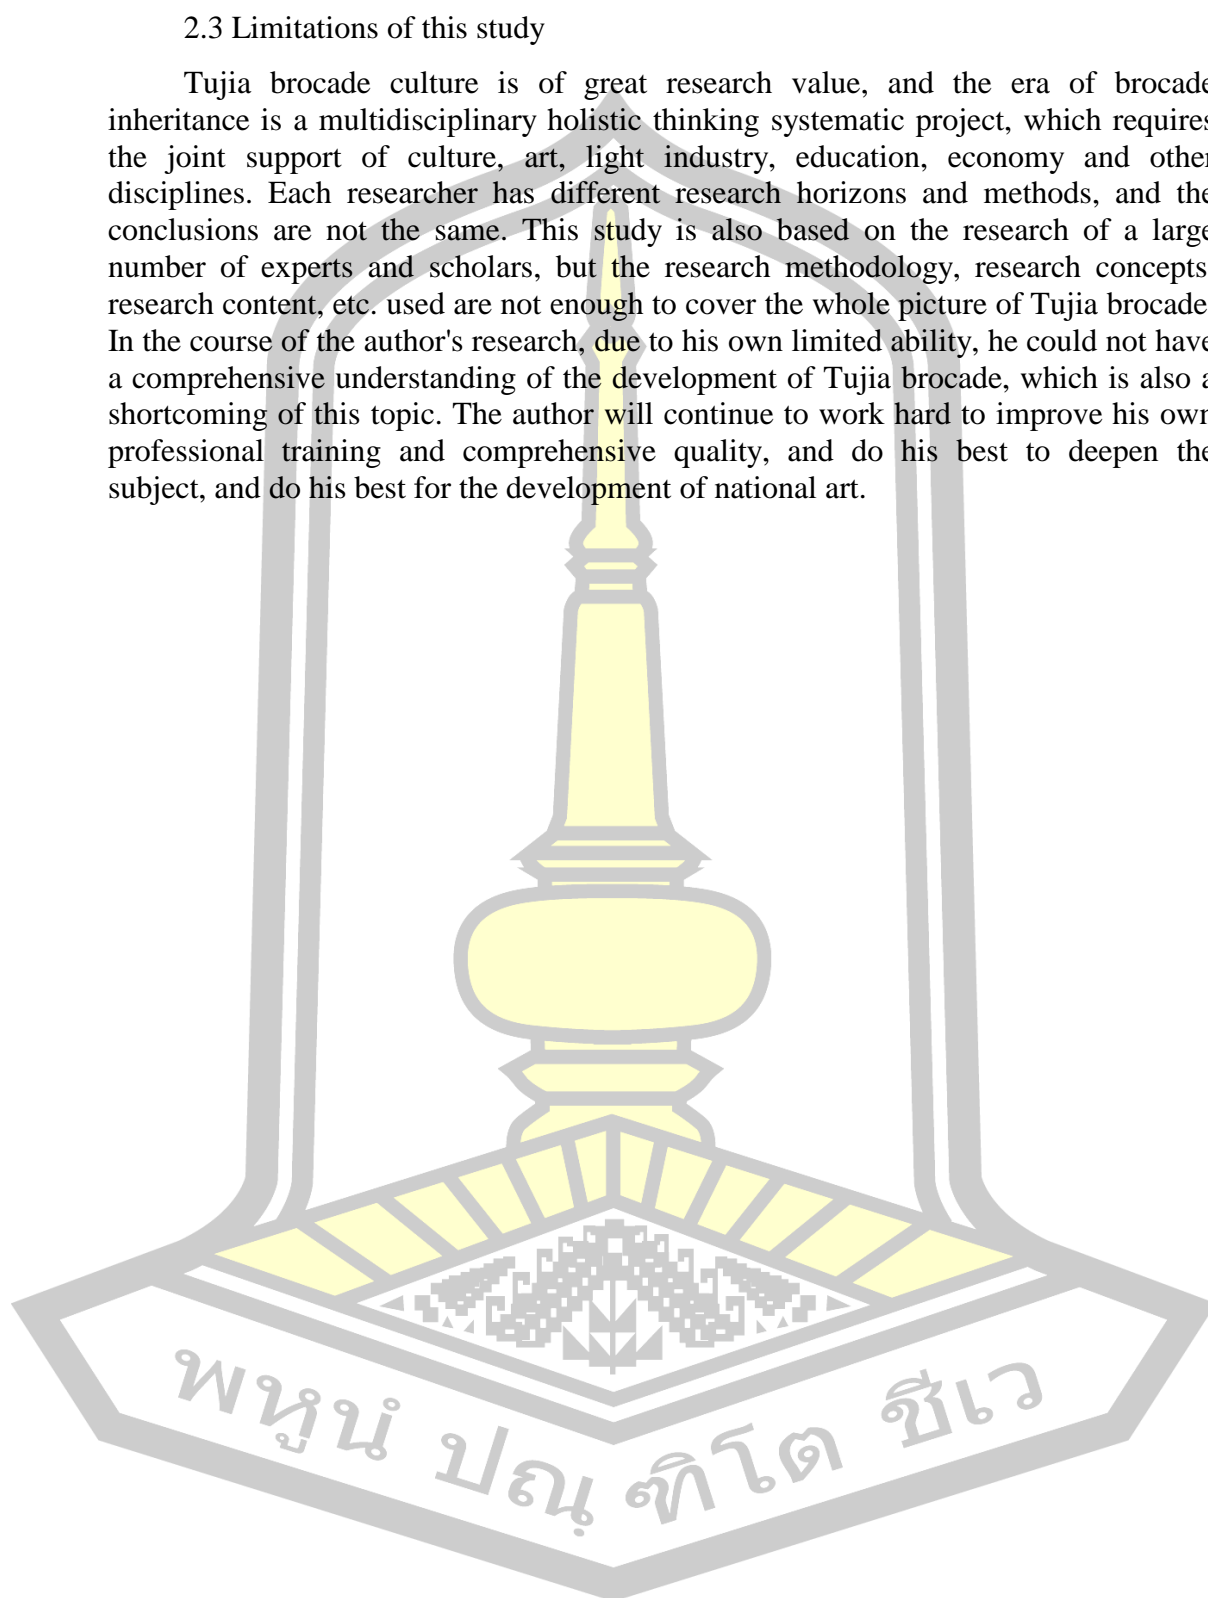 2.3 Limitations of this study
Tujia brocade culture is of great research value, and the era of brocade
inheritance is a multidisciplinary holistic thinking systematic project, which requires
the joint support of culture, art, light industry, education, economy and other
disciplines. Each researcher has different research horizons and methods, and the
conclusions are not the same. This study is also based on the research of a large
number of experts and scholars, but the research methodology, research concepts
research content, etc. used are not enough to cover the whole picture of Tujia brocade
In the course of the author's research, due to his own limited ability, he could not have
a comprehensive understanding of the development of Tujia brocade, which is also a
shortcoming of this topic. The author will continue to work hard to improve his own
professional training and comprehensive quality, and do his best to deepen the
subject, and do his best for the development of national art.
พหูนํ ปณฺ ฑิโต ชีเว